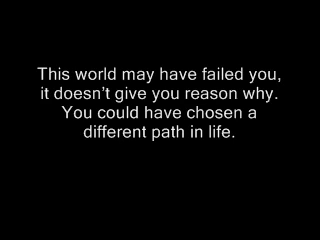 This world may have failed you,
it doesn’t give you reason why.
You could have chosen a
different path in life.